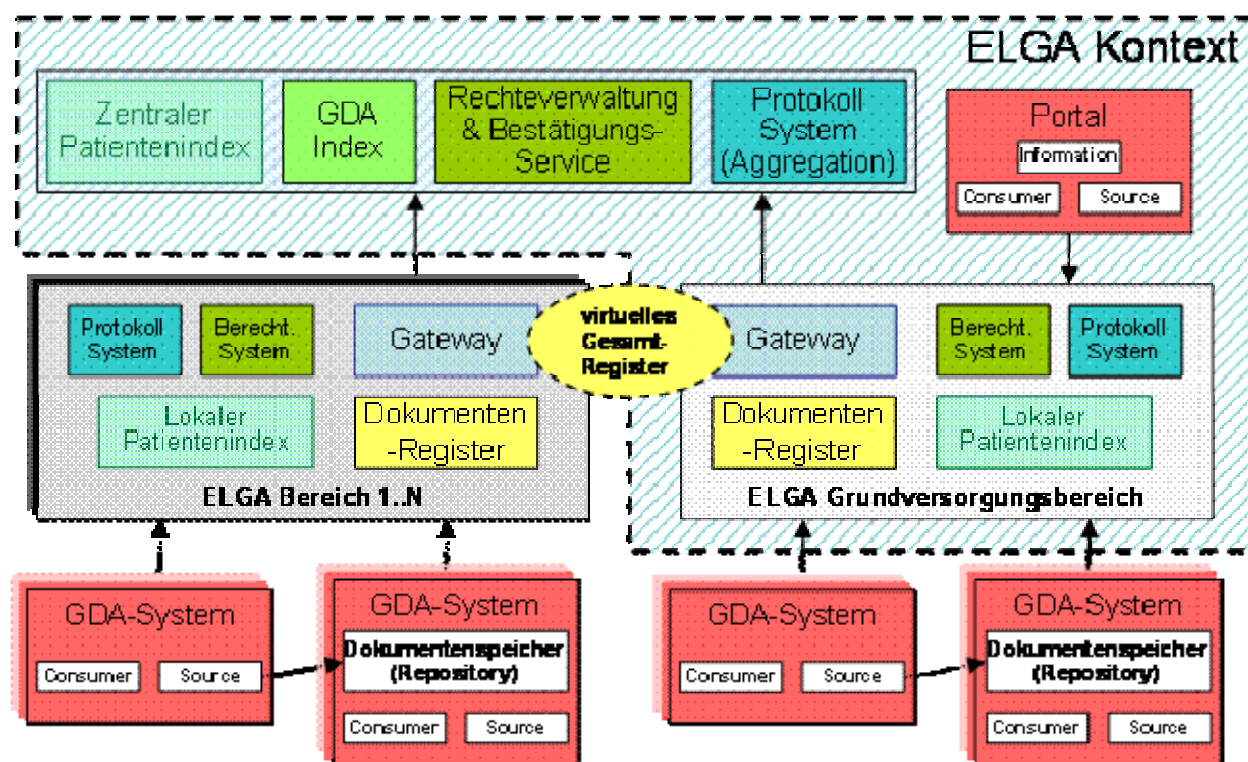 ELGA Kontext
Zentraler
Patientenindex
GDA
Index
Rechteverwaltung
& Bestätigungs-
Service
Protokoll
System
(Aggregation)
Portal
Information
Consumer
Source
Protokoll
System
Berecht.
System
Gateway
virtuelles
Gesamt-
Register
Gateway
Berecht.
System
Protokoll
System
Lokaler
Patientenindex
Dokumenten
-Register
Dokumenten
-Register
Lokaler
Patientenindex
ELGA Bereich 1..N
ELGA Grundversorgungsbereich
GDA-System
Consumer
Source
GDA-System
Dokumentenspeicher
(Repository)
Consumer
Source
GDA-System
Consumer
Source
GDA-System
Dokumentenspeicher
(Repository)
Consumer
Source